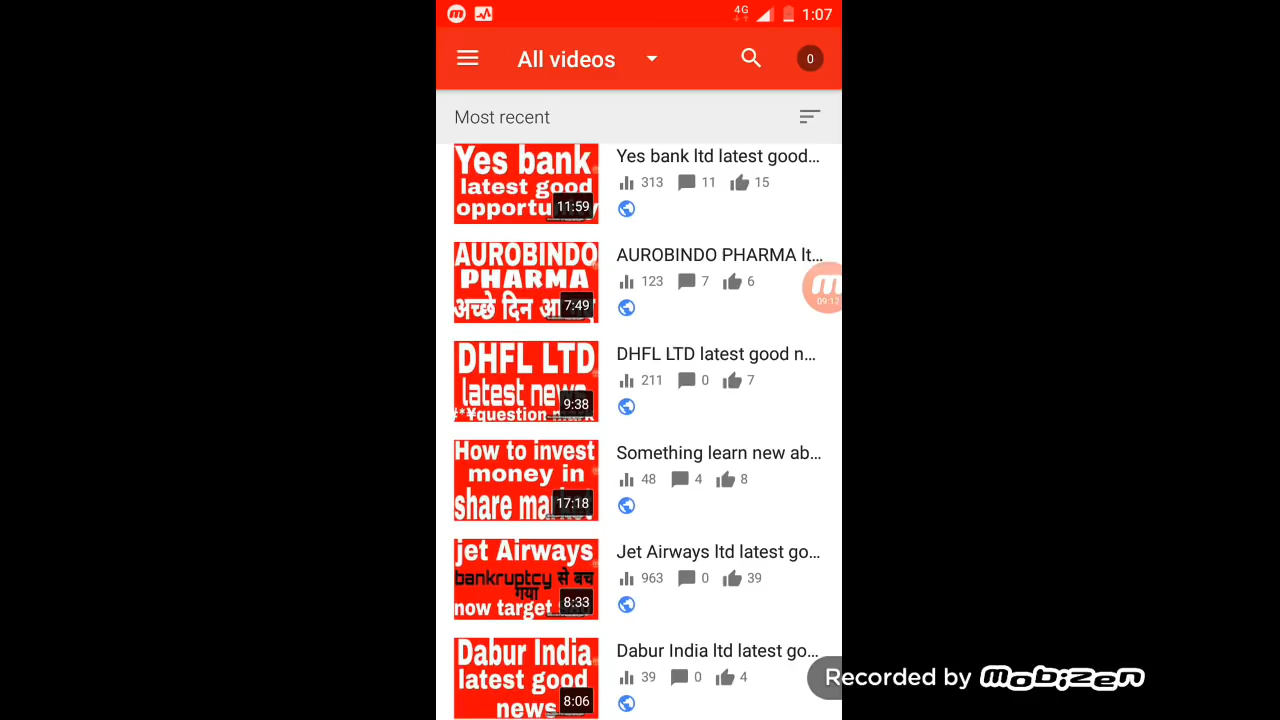 4G 1:07
All videos 0
Most recent
Yes bank
latest good
11:59
Yes bank ltd latest good...
313 11 15
AUROBINDO
PHARMA
अच्छे दिन
7:49
AUROBINDO PHARMA lt...
123 7 6
09:12
DHFL LTD
latest news
#*¥question mark
9:38
DHFL LTD latest good n...
211 0 7
How to invest
money in
share market
17:18
Something learn new ab...
48 4 8
jet Airways
bankruptcy से बच
गया
now target
8:33
Jet Airways ltd latest go...
963 0 39
Dabur India
latest good
news
8:06
Dabur India ltd latest go...
39 0 4
Recorded by mobizen